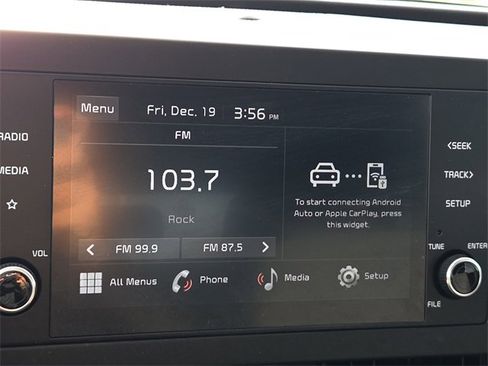 Menu Fri, Dec. 19 3:56 PM
RADIO
MEDIA
VOL
FM
103.7
Rock
FM 99.9 FM 87.5
To start connecting Android
Auto or Apple CarPlay, press
this widget.
All Menus Phone Media Setup
<SEEK
TRACK>
SETUP
TUNE ENTER
FILE